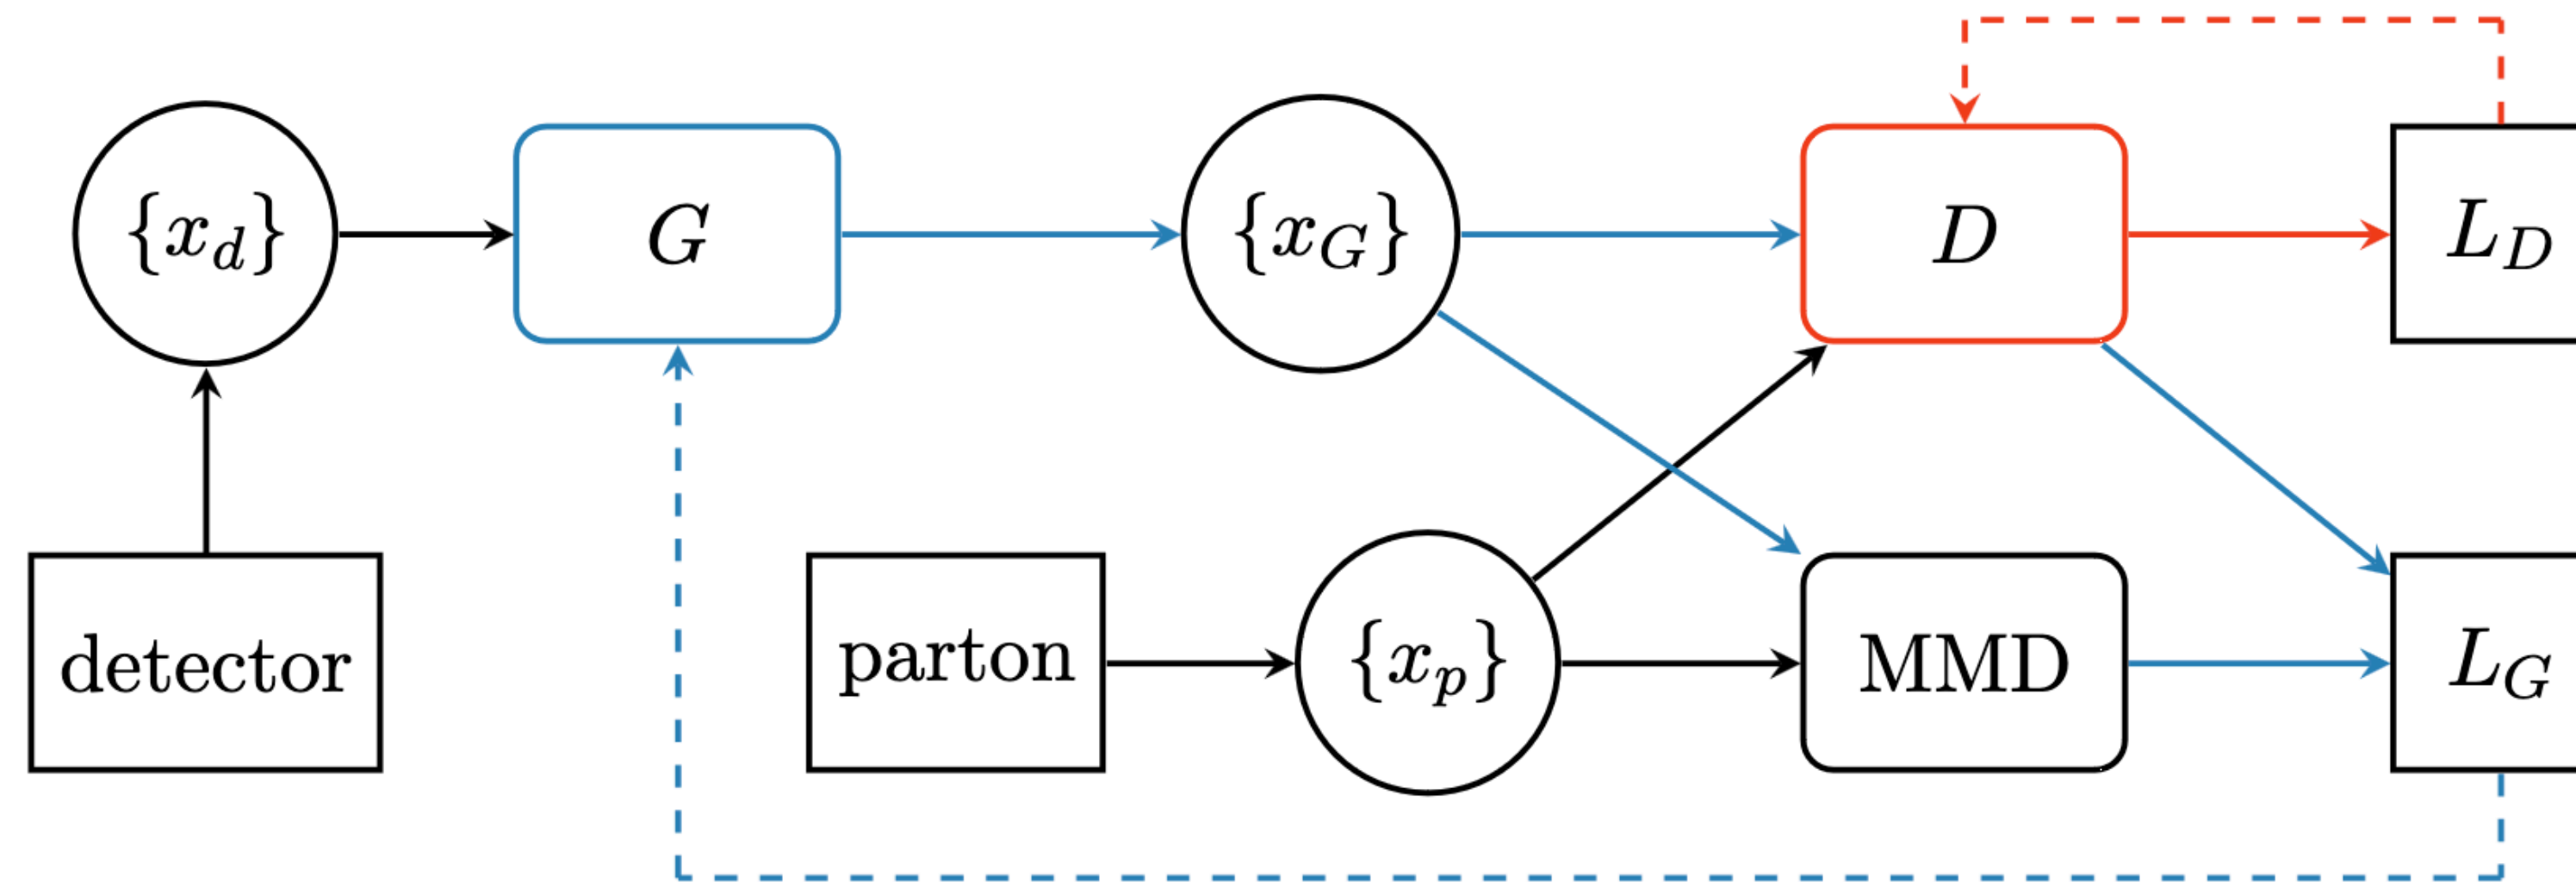 {x_d}
G
{x_G}
D
L_D
detector
parton
{x_p}
MMD
L_G